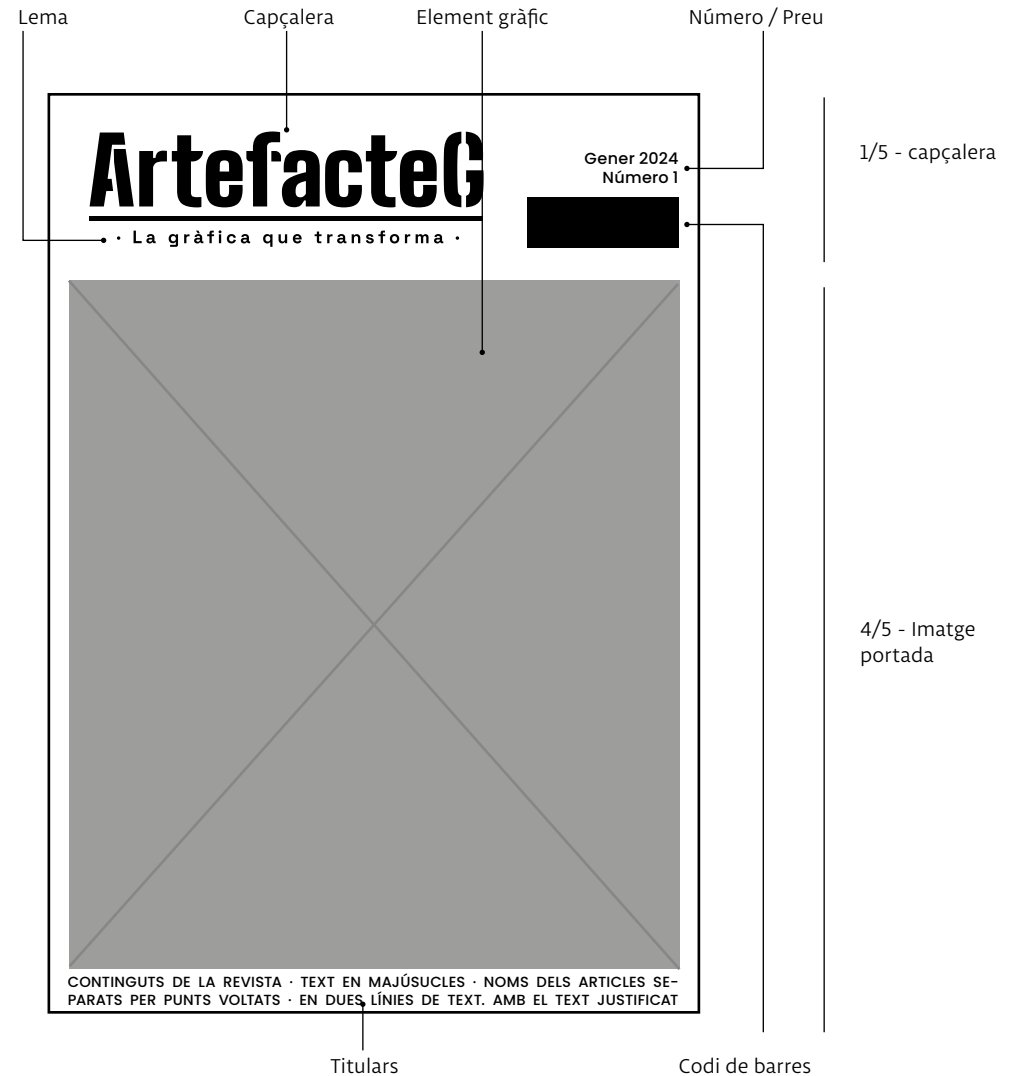 Lema
Capçalera
Element gràfic
Número / Preu
ArtefacteG
· La gràfica que transforma ·
Gener 2024
Número 1
1/5 - capçalera
4/5 - Imatge
portada
CONTINGUTS DE LA REVISTA · TEXT EN MAJÚSUCLES · NOMS DELS ARTICLES SE-
PARATS PER PUNTS VOLTATS · EN DUES LÍNIES DE TEXT. AMB EL TEXT JUSTIFICAT
Titulars
Codi de barres